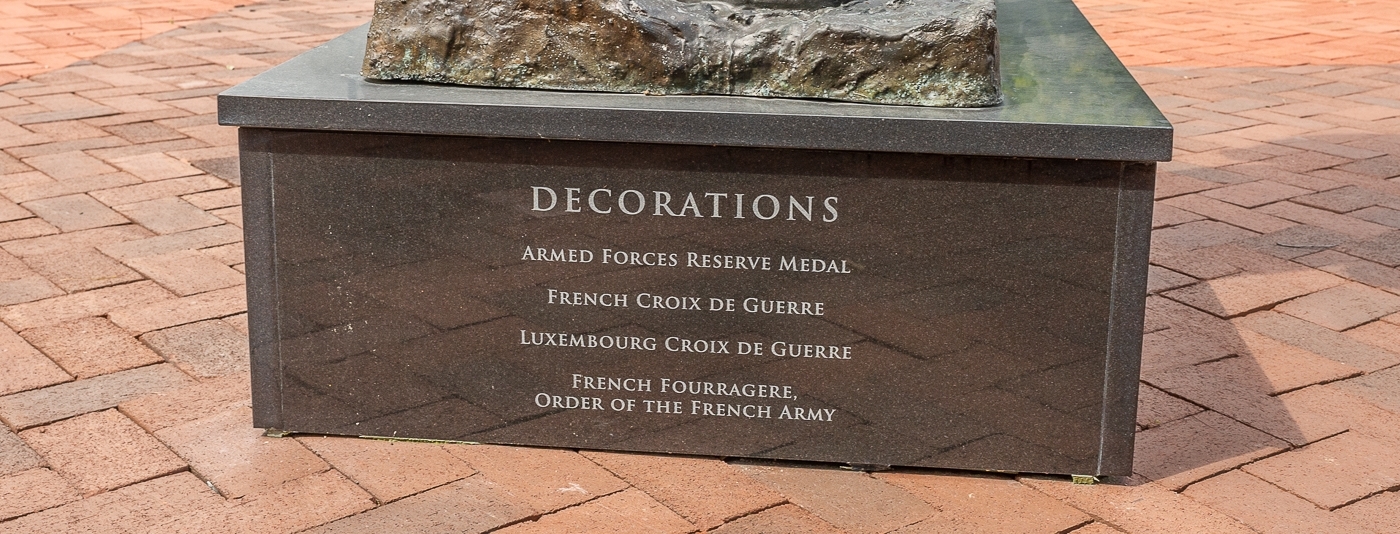 DECORATIONS
ARMED FORCES RESERVE MEDAL
FRENCH CROIX DE GUERRE
LUXEMBOURG CROIX DE GUERRE
FRENCH FOURRAGERE,
ORDER OF THE FRENCH ARMY